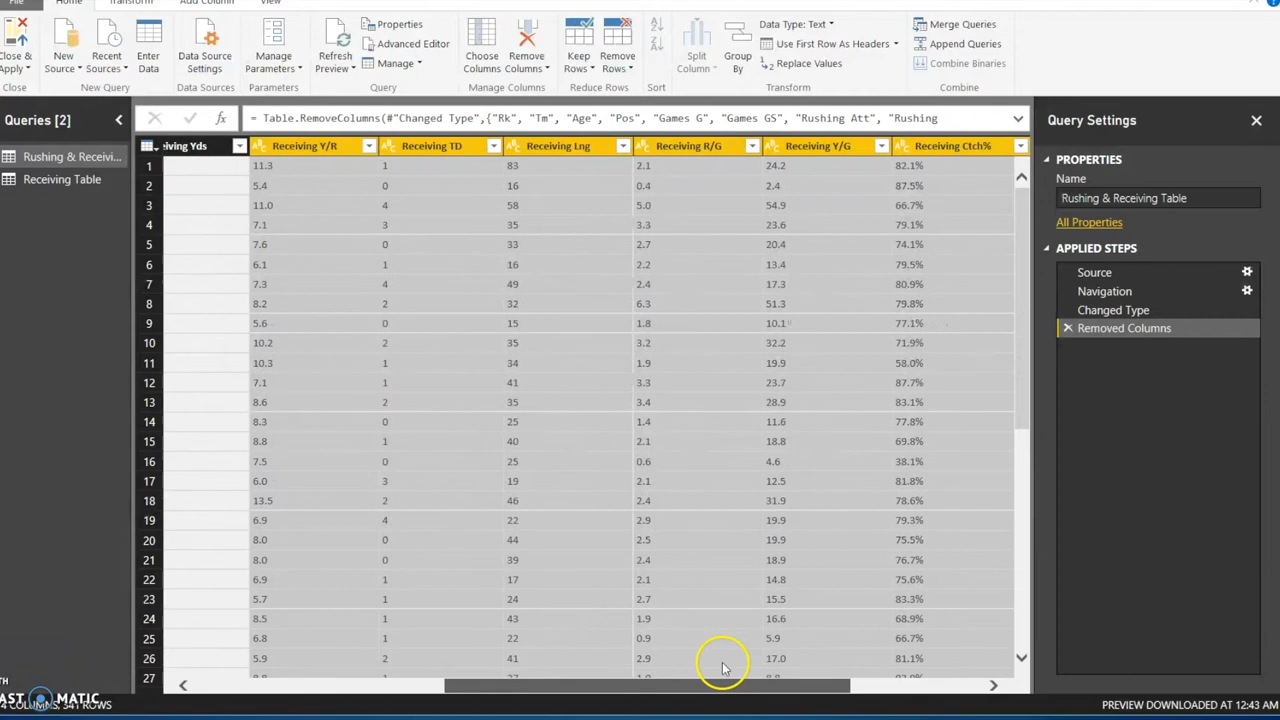 File Home Transform Add Column View
Close & Apply New Source Recent Sources Enter Data Data Source Settings Manage Parameters Refresh Preview Properties Advanced Editor Manage Choose Columns Remove Columns Keep Rows Remove Rows Split Column Group By Data Type: Text Use First Row As Headers Replace Values Merge Queries Append Queries Combine Binaries
Close New Query Data Sources Parameters Query Manage Columns Reduce Rows Sort Transform Combine
Queries [2]
Rushing & Receivi...
Receiving Table
fx = Table.RemoveColumns(#"Changed Type",{"Rk", "Tm", "Age", "Pos", "Games G", "Games GS", "Rushing Att", "Rushing
iving Yds Receiving Y/R Receiving TD Receiving Lng Receiving R/G Receiving Y/G Receiving Ctch%
1 11.3 1 83 2.1 24.2 82.1%
2 5.4 0 16 0.4 2.4 87.5%
3 11.0 4 58 5.0 54.9 66.7%
4 7.1 3 35 3.3 23.6 79.1%
5 7.6 0 33 2.7 20.4 74.1%
6 6.1 1 16 2.2 13.4 79.5%
7 7.3 4 49 2.4 17.3 80.9%
8 8.2 2 32 6.3 51.3 79.8%
9 5.6 0 15 1.8 10.1 77.1%
10 10.2 2 35 3.2 32.2 71.9%
11 10.3 1 34 1.9 19.9 58.0%
12 7.1 1 41 3.3 23.7 87.7%
13 8.6 2 35 3.4 28.9 83.1%
14 8.3 0 25 1.4 11.6 77.8%
15 8.8 1 40 2.1 18.8 69.8%
16 7.5 0 25 0.6 4.6 38.1%
17 6.0 3 19 2.1 12.5 81.8%
18 13.5 2 46 2.4 31.9 78.6%
19 6.9 4 22 2.9 19.9 79.3%
20 8.0 0 44 2.5 19.9 75.5%
21 8.0 0 39 2.4 18.9 76.7%
22 6.9 1 17 2.1 14.8 75.6%
23 5.7 1 24 2.7 15.5 83.3%
24 8.5 1 43 1.9 16.6 68.9%
25 6.8 1 22 0.9 5.9 66.7%
26 5.9 2 41 2.9 17.0 81.1%
27
Query Settings
PROPERTIES
Name
Rushing & Receiving Table
All Properties
APPLIED STEPS
Source
Navigation
Changed Type
Removed Columns
TH
AST MATIC
4 COLUMNS, 341 ROWS
PREVIEW DOWNLOADED AT 12:43 AM